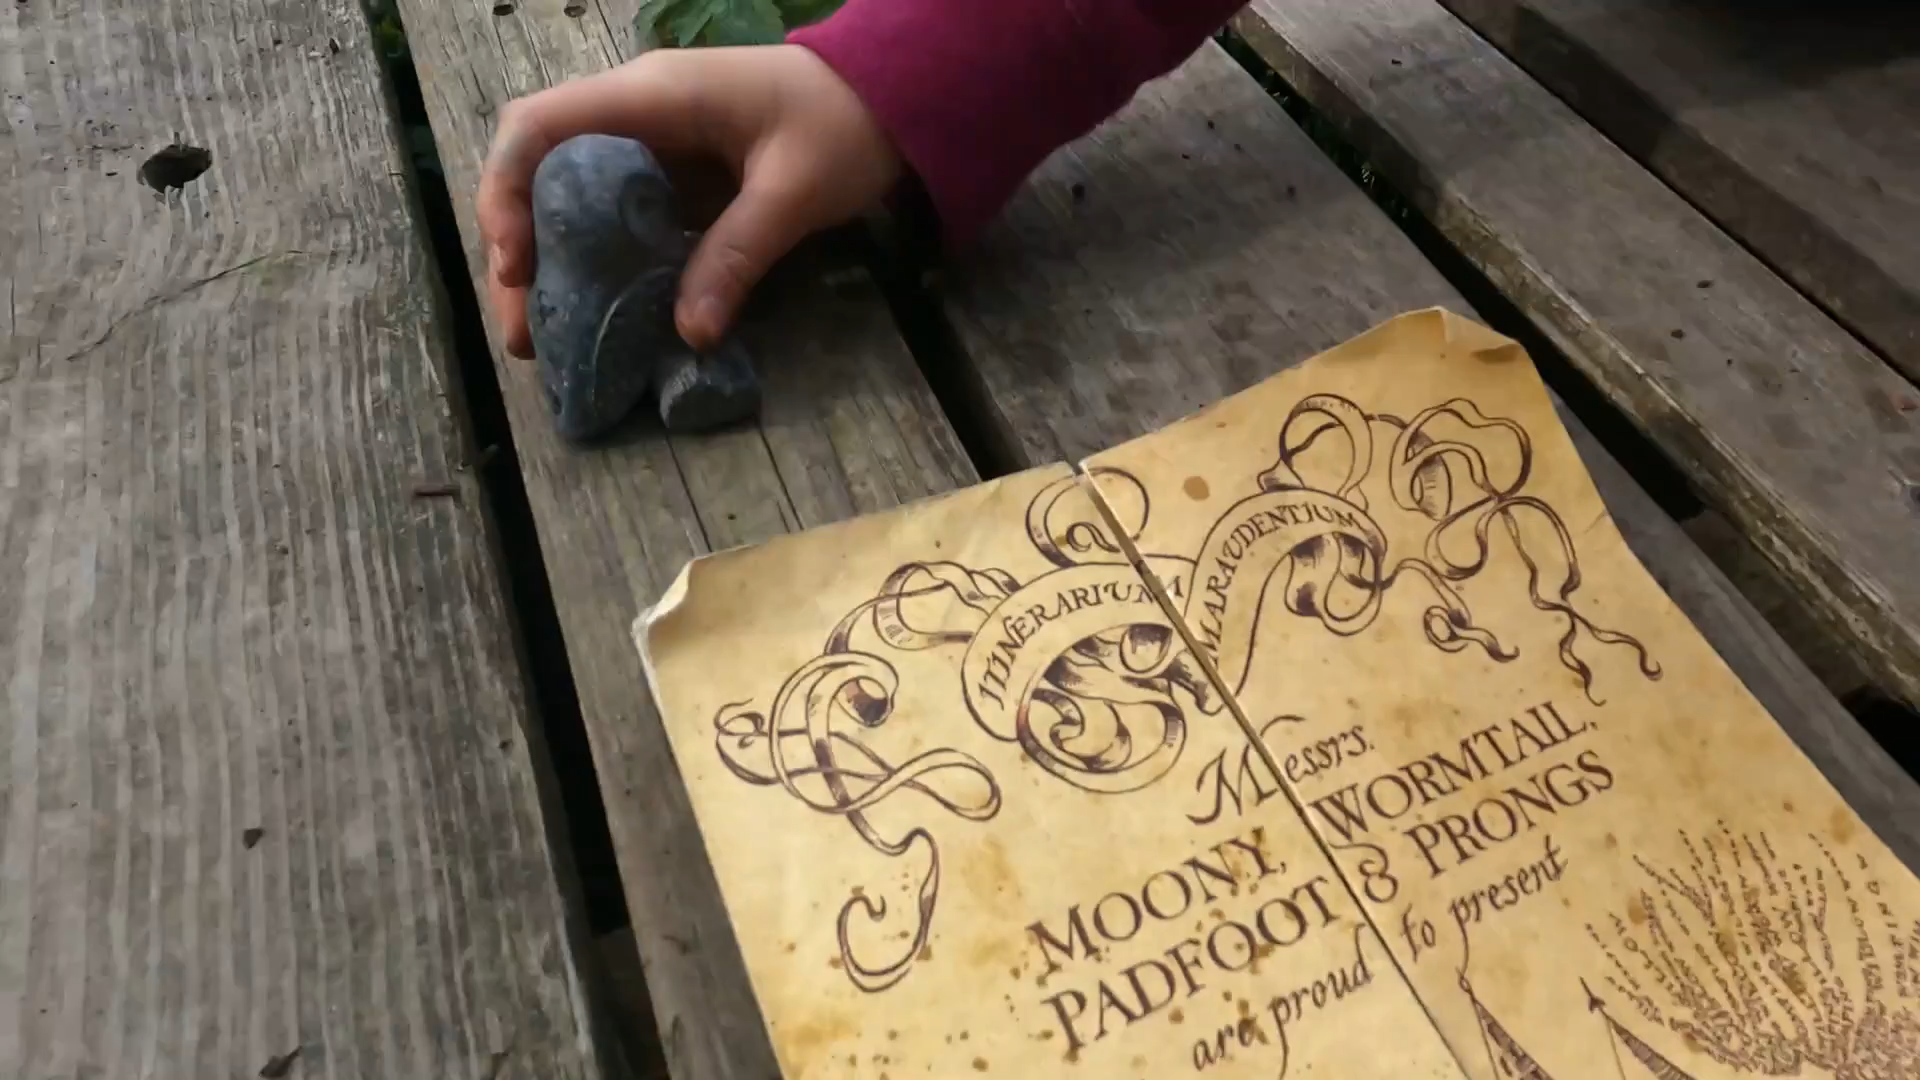 ITINERARIUM
MARAUDENTIUM
Messrs.
MOONY, WORMTAIL,
PADFOOT & PRONGS
are proud to present